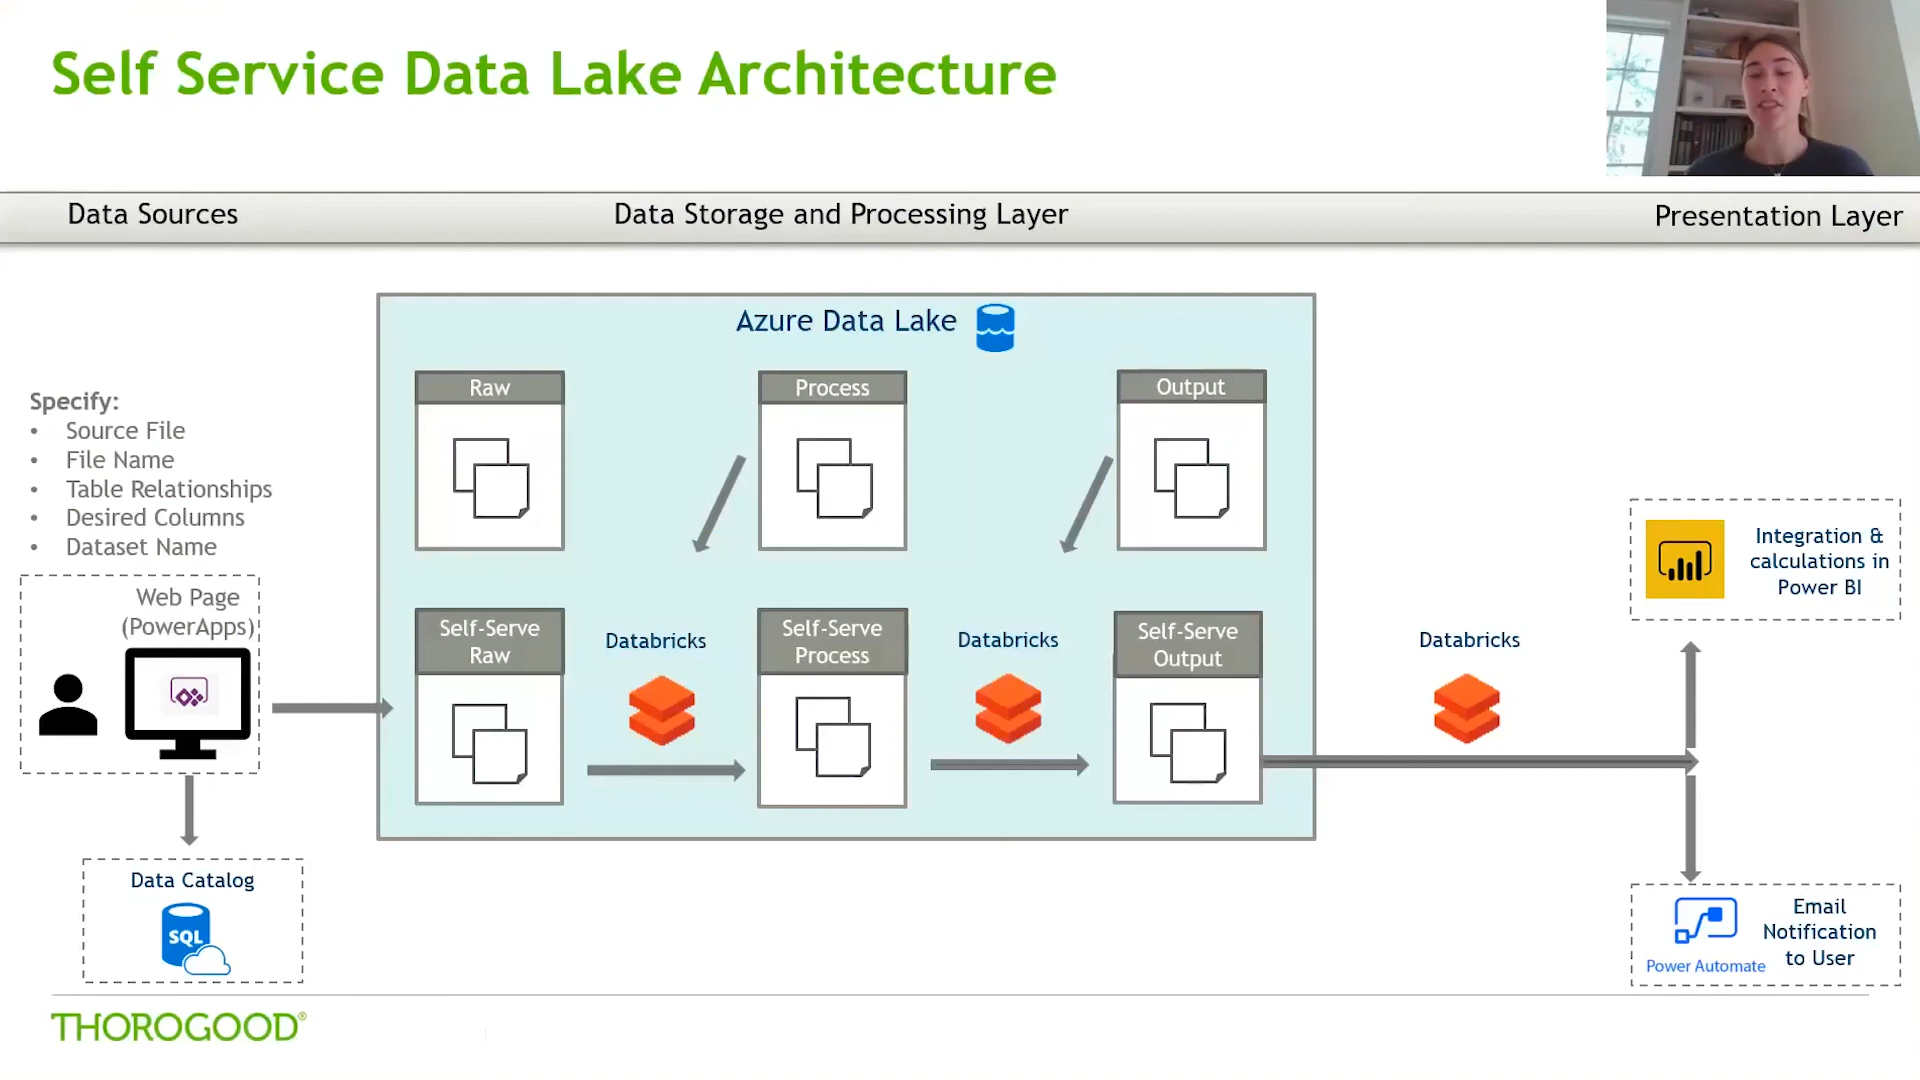 Self Service Data Lake Architecture
Data Sources
Data Storage and Processing Layer
Presentation Layer
Azure Data Lake
Raw
Process
Output
Specify:
• Source File
• File Name
• Table Relationships
• Desired Columns
• Dataset Name
Web Page
(PowerApps)
Self-Serve
Raw
Databricks
Self-Serve
Process
Databricks
Self-Serve
Output
Databricks
Integration &
calculations in
Power BI
Data Catalog
SQL
Email
Notification
to User
Power Automate
THOROGOOD®